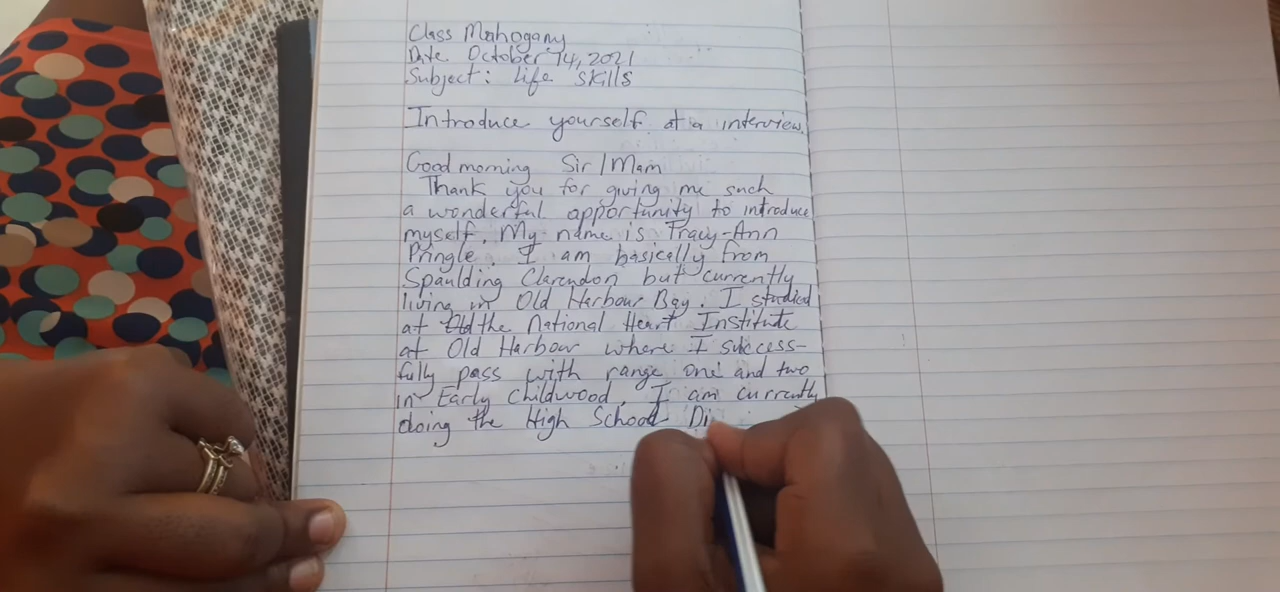 Class Mahogany
Date October 14, 2021
Subject: Life Skills
Introduce yourself at a interview.
Good morning Sir/Mam
Thank you for giving me such
a wonderful opportunity to introduce
myself. My name is Tracy-Ann
Pringle. I am basically from
Spaulding Clarendon but currently
living in Old Harbour Bay. I studied
at the National Heart Institute
at Old Harbour where I success-
fully pass with range one and two
in Early Childwood. I am currently
doing the High School Di